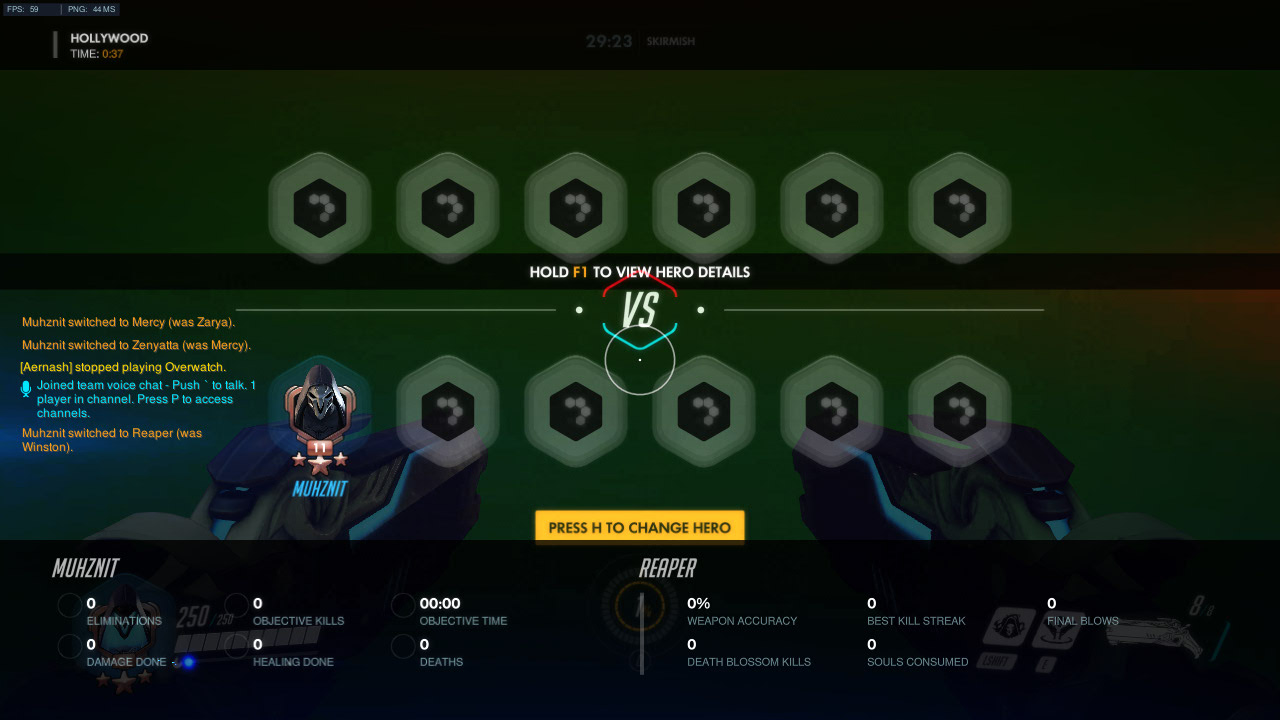 FPS: 59 PNG: 44 MS
HOLLYWOOD
TIME: 0:37
29:23 SKIRMISH
HOLD F1 TO VIEW HERO DETAILS
VS
Muhznit switched to Mercy (was Zarya).
Muhznit switched to Zenyatta (was Mercy).
[Aernash] stopped playing Overwatch.
Joined team voice chat - Push ` to talk. 1
player in channel. Press P to access
channels.
Muhznit switched to Reaper (was
Winston).
11
MUHZNIT
PRESS H TO CHANGE HERO
MUHZNIT
REAPER
0
ELIMINATIONS
0
OBJECTIVE KILLS
00:00
OBJECTIVE TIME
0%
WEAPON ACCURACY
0
BEST KILL STREAK
0
FINAL BLOWS
0
DAMAGE DONE
0
HEALING DONE
0
DEATHS
0
DEATH BLOSSOM KILLS
0
SOULS CONSUMED
250/250
8/8
LSHIFT
E